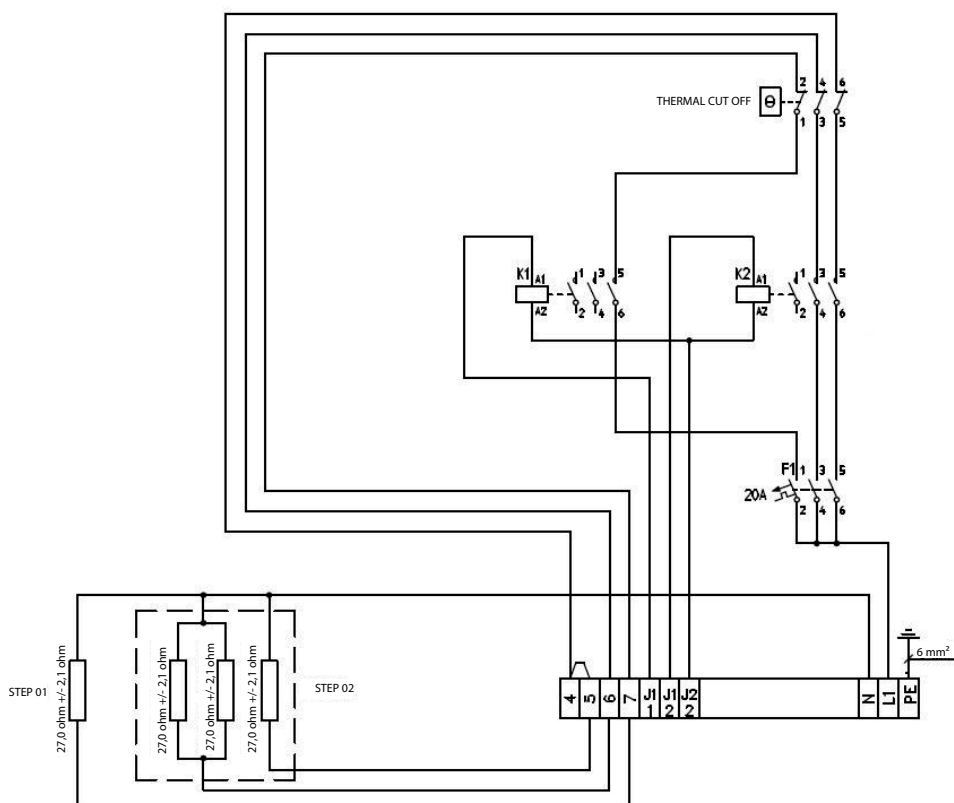 2 4 6
THERMAL CUT OFF
θ
1 3 5
K1 A1 1 3 5
A2 2 4 6
K2 A1 1 3 5
A2 2 4 6
F1 1 3 5
20A
2 4 6
6 mm²
STEP 01
27,0 ohm +/- 2,1 ohm
27,0 ohm +/- 2,1 ohm
27,0 ohm +/- 2,1 ohm
27,0 ohm +/- 2,1 ohm
STEP 02
4
5
6
7
J1
1
J1
2
J2
2
N
L1
PE